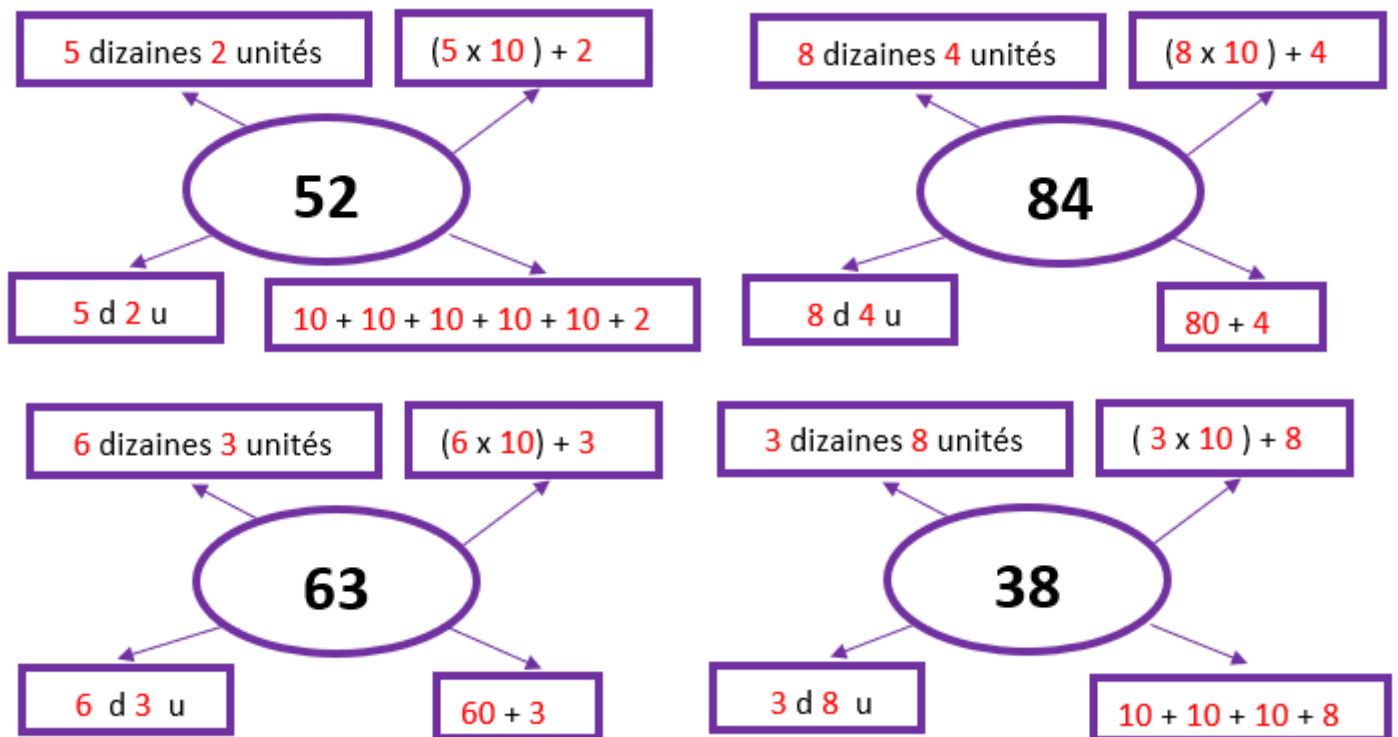 5 dizaines 2 unités
(5 x 10 ) + 2
52
5 d 2 u
10 + 10 + 10 + 10 + 10 + 2
8 dizaines 4 unités
(8 x 10 ) + 4
84
8 d 4 u
80 + 4
6 dizaines 3 unités
(6 x 10) + 3
63
6 d 3 u
60 + 3
3 dizaines 8 unités
( 3 x 10 ) + 8
38
3 d 8 u
10 + 10 + 10 + 8